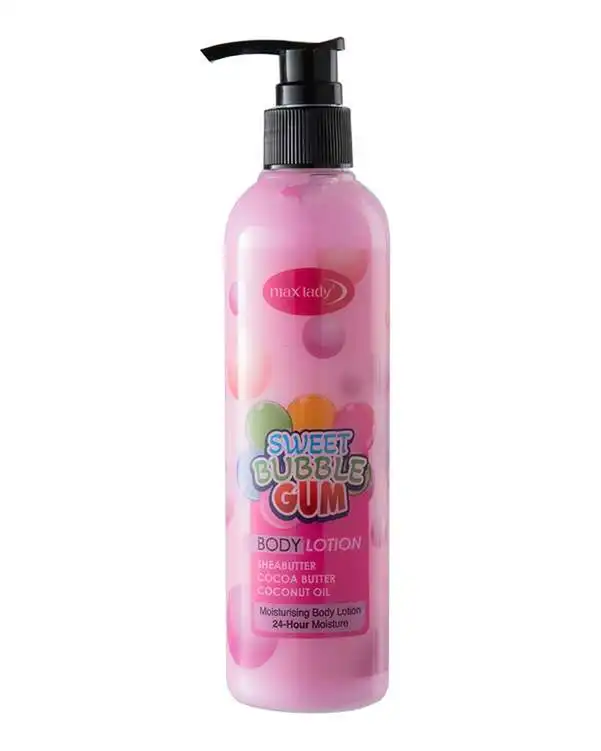 max lady
SWEET
BUBBLE
GUM
BODY LOTION
SHEABUTTER
COCOA BUTTER
COCONUT OIL
Moisturising Body Lotion
24-Hour Moisture